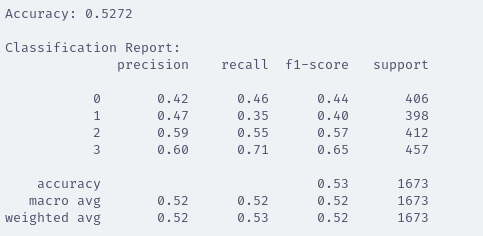 Accuracy: 0.5272
Classification Report:
precision recall f1-score support
0 0.42 0.46 0.44 406
1 0.47 0.35 0.40 398
2 0.59 0.55 0.57 412
3 0.60 0.71 0.65 457
accuracy 0.53 1673
macro avg 0.52 0.52 0.52 1673
weighted avg 0.52 0.53 0.52 1673